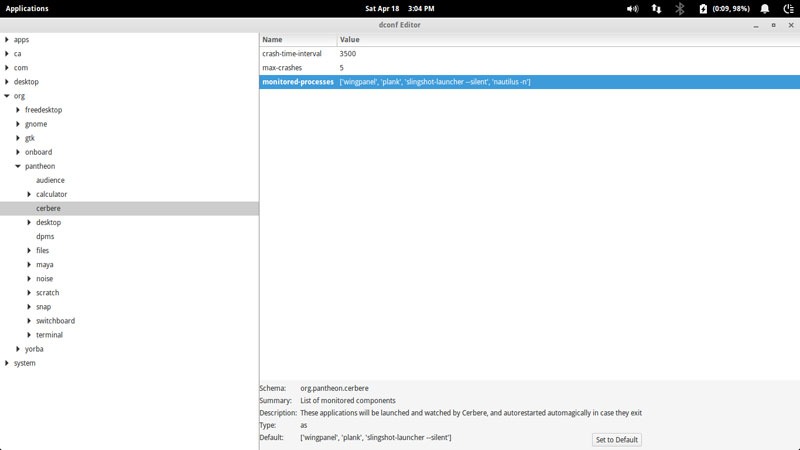 Applications Sat Apr 18 3:04 PM (0:09, 98%)
dconf Editor
apps
ca
com
desktop
org
freedesktop
gnome
gtk
onboard
pantheon
audience
calculator
cerbere
desktop
dpms
files
maya
noise
scratch
snap
switchboard
terminal
yorba
system
Name Value
crash-time-interval 3500
max-crashes 5
monitored-processes ['wingpanel', 'plank', 'slingshot-launcher --silent', 'nautilus -n']
Schema: org.pantheon.cerbere
Summary: List of monitored components
Description: These applications will be launched and watched by Cerbere, and autorestarted automagically in case they exit
Type: as
Default: ['wingpanel', 'plank', 'slingshot-launcher --silent']
Set to Default